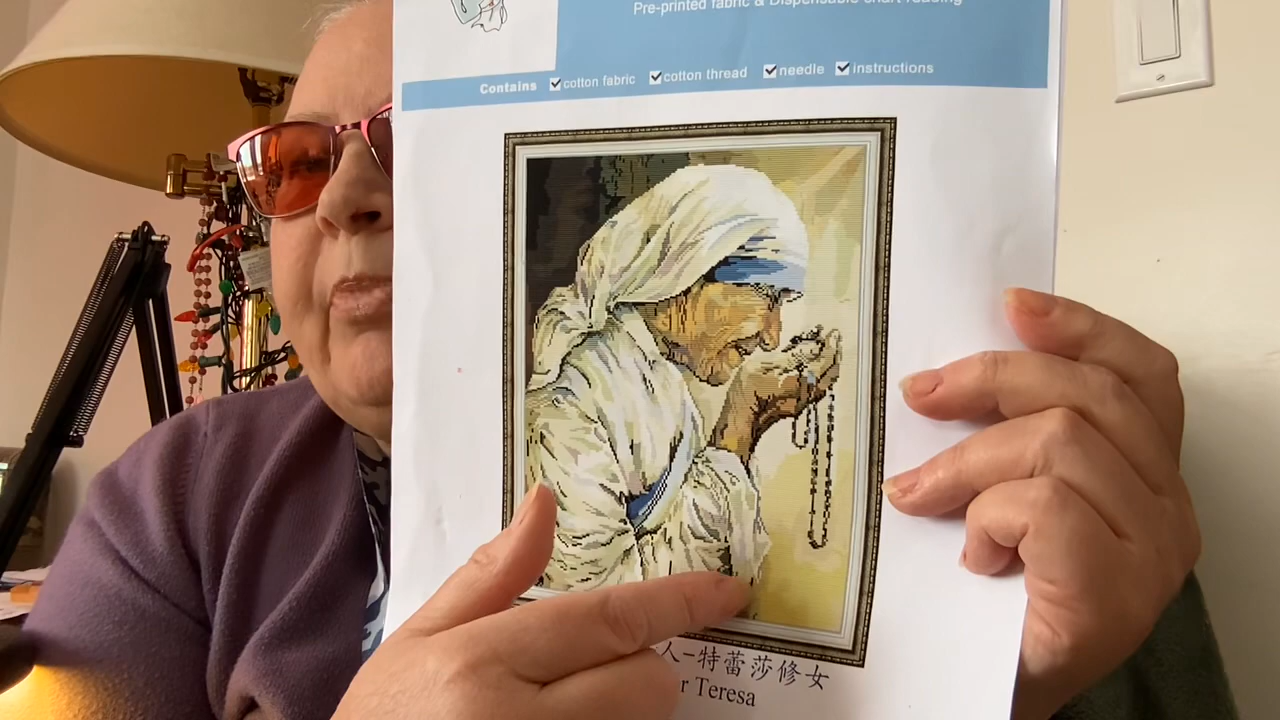 Pre-printed fabric & Dispensable chart reading
Contains cotton fabric cotton thread needle instructions
人-特蕾莎修女
r Teresa